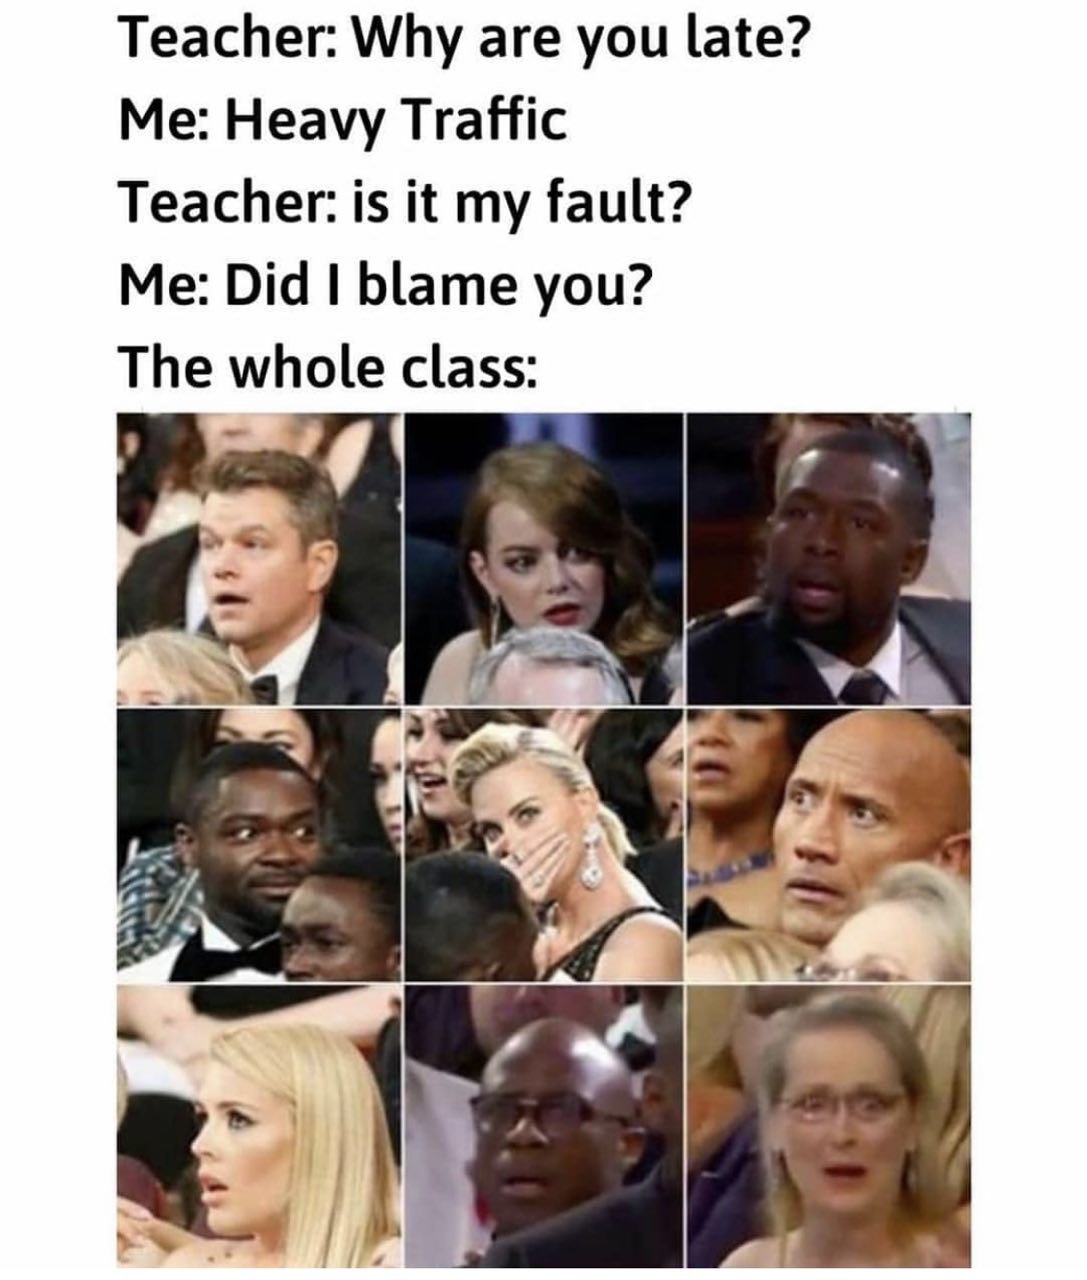 Teacher: Why are you late?
Me: Heavy Traffic
Teacher: is it my fault?
Me: Did I blame you?
The whole class: